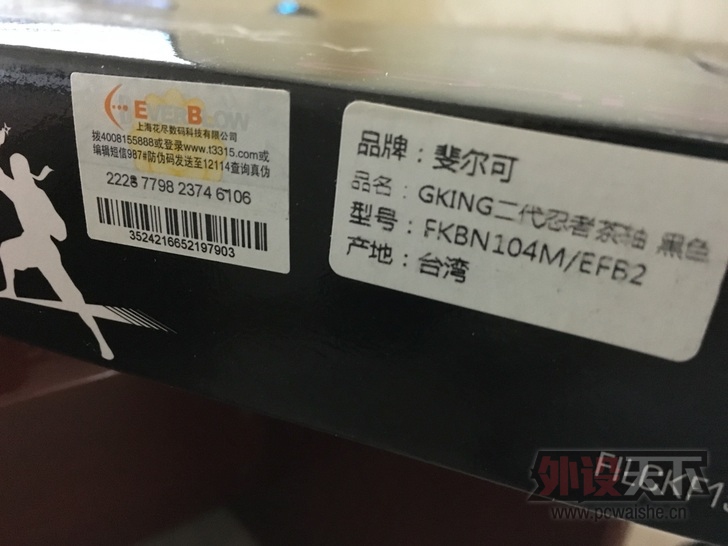 EVERBLOW
上海花尽数码科技有限公司
拨4008155888或登录www.t3315.com或
编辑短信987#防伪码发送至12114查询真伪
2228 7798 2374 6106
3524216652197903
品牌：斐尔可
品名：GKING二代忍者茶轴 黑色
型号：FKBN104M/EFB2
产地：台湾
外设天下
www.pcwaishe.cn